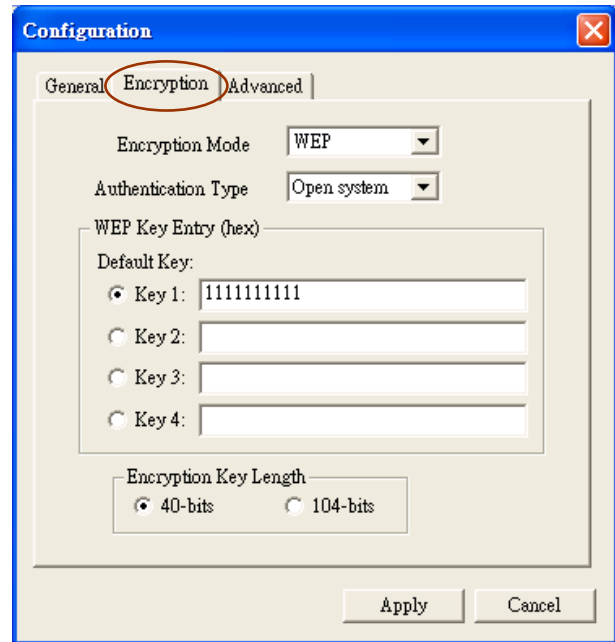 Configuration
General Encryption Advanced
Encryption Mode WEP
Authentication Type Open system
WEP Key Entry (hex)
Default Key:
Key 1: 1111111111
Key 2:
Key 3:
Key 4:
Encryption Key Length
40-bits 104-bits
Apply Cancel